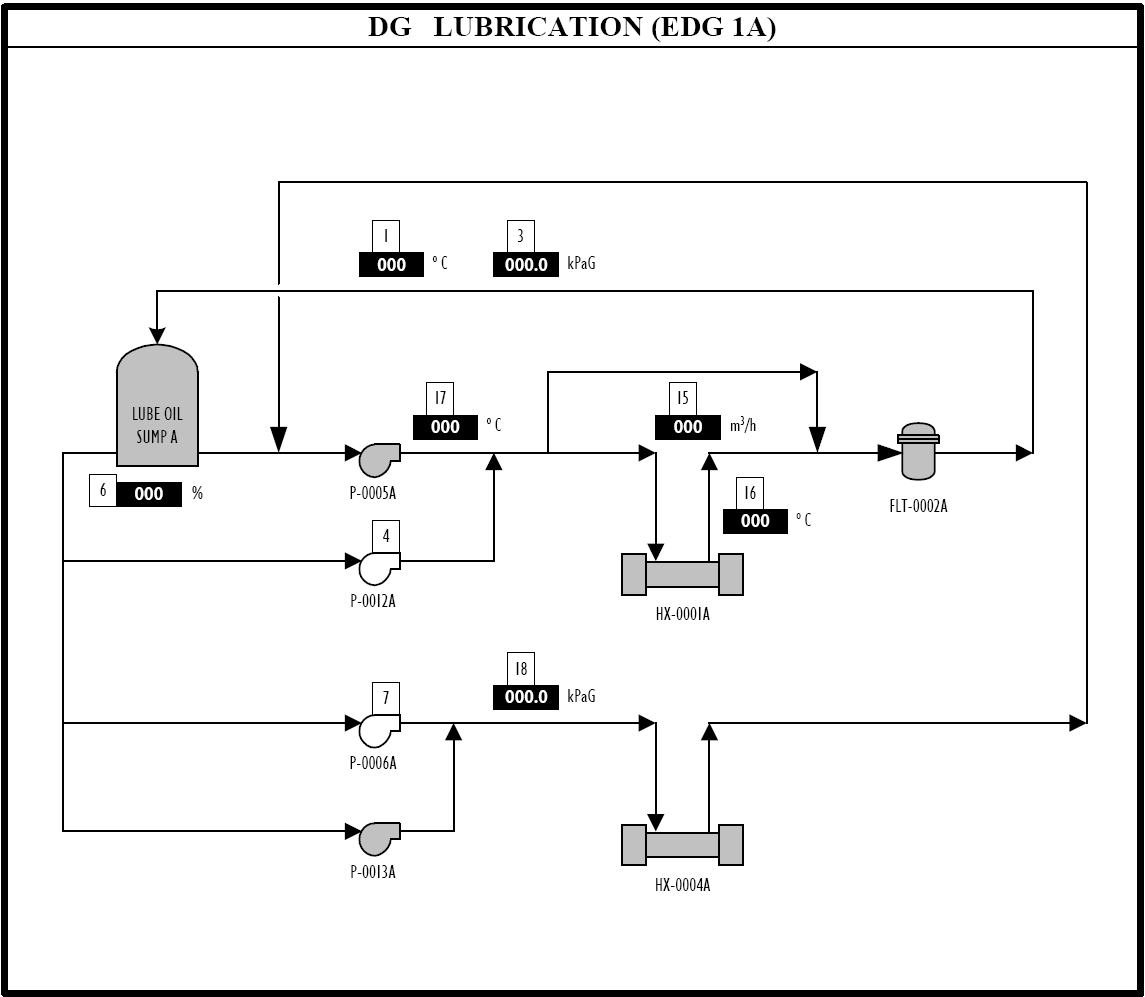 DG LUBRICATION (EDG 1A)
1
3
000 º C
000.0 kPaG
LUBE OIL
SUMP A
17
000 º C
15
000 m³/h
6 000 %
P-0005A
16
000 º C
FLT-0002A
4
P-0012A
HX-0001A
18
000.0 kPaG
7
P-0006A
P-0013A
HX-0004A